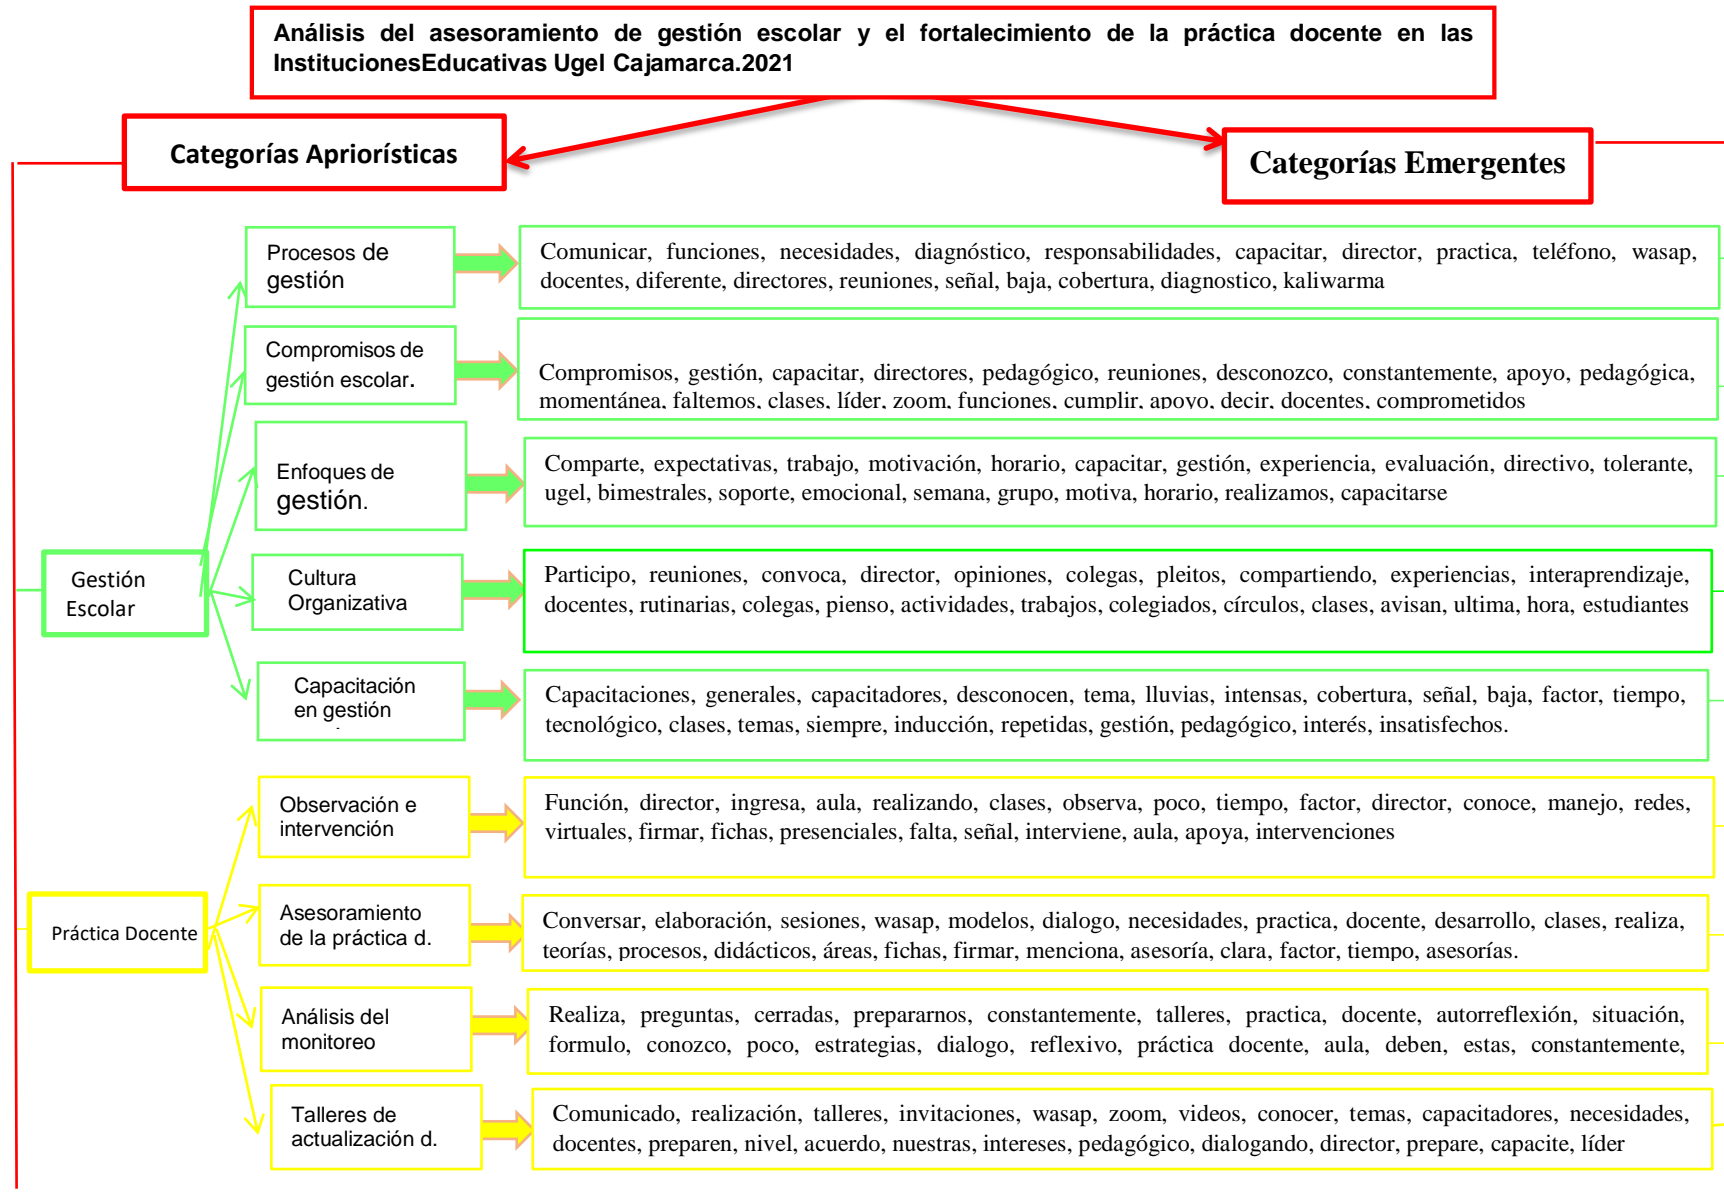 Análisis del asesoramiento de gestión escolar y el fortalecimiento de la práctica docente en las
InstitucionesEducativas Ugel Cajamarca.2021
Categorías Apriorísticas
Categorías Emergentes
Gestión
Escolar
Procesos de
gestión
Comunicar, funciones, necesidades, diagnóstico, responsabilidades, capacitar, director, practica, teléfono, wasap,
docentes, diferente, directores, reuniones, señal, baja, cobertura, diagnostico, kaliwarma
Compromisos de
gestión escolar.
Compromisos, gestión, capacitar, directores, pedagógico, reuniones, desconozco, constantemente, apoyo, pedagógica,
momentánea, faltemos, clases, líder, zoom, funciones, cumplir, apoyo, decir, docentes, comprometidos
Enfoques de
gestión.
Comparte, expectativas, trabajo, motivación, horario, capacitar, gestión, experiencia, evaluación, directivo, tolerante,
ugel, bimestrales, soporte, emocional, semana, grupo, motiva, horario, realizamos, capacitarse
Cultura
Organizativa
Participo, reuniones, convoca, director, opiniones, colegas, pleitos, compartiendo, experiencias, interaprendizaje,
docentes, rutinarias, colegas, pienso, actividades, trabajos, colegiados, círculos, clases, avisan, ultima, hora, estudiantes
Capacitación
en gestión
Capacitaciones, generales, capacitadores, desconocen, tema, lluvias, intensas, cobertura, señal, baja, factor, tiempo,
tecnológico, clases, temas, siempre, inducción, repetidas, gestión, pedagógico, interés, insatisfechos.
Práctica Docente
Observación e
intervención
Función, director, ingresa, aula, realizando, clases, observa, poco, tiempo, factor, director, conoce, manejo, redes,
virtuales, firmar, fichas, presenciales, falta, señal, interviene, aula, apoya, intervenciones
Asesoramiento
de la práctica d.
Conversar, elaboración, sesiones, wasap, modelos, dialogo, necesidades, practica, docente, desarrollo, clases, realiza,
teorías, procesos, didácticos, áreas, fichas, firmar, menciona, asesoría, clara, factor, tiempo, asesorías.
Análisis del
monitoreo
Realiza, preguntas, cerradas, prepararnos, constantemente, talleres, practica, docente, autorreflexión, situación,
formulo, conozco, poco, estrategias, dialogo, reflexivo, práctica docente, aula, deben, estas, constantemente,
Talleres de
actualización d.
Comunicado, realización, talleres, invitaciones, wasap, zoom, videos, conocer, temas, capacitadores, necesidades,
docentes, preparen, nivel, acuerdo, nuestras, intereses, pedagógico, dialogando, director, prepare, capacite, líder